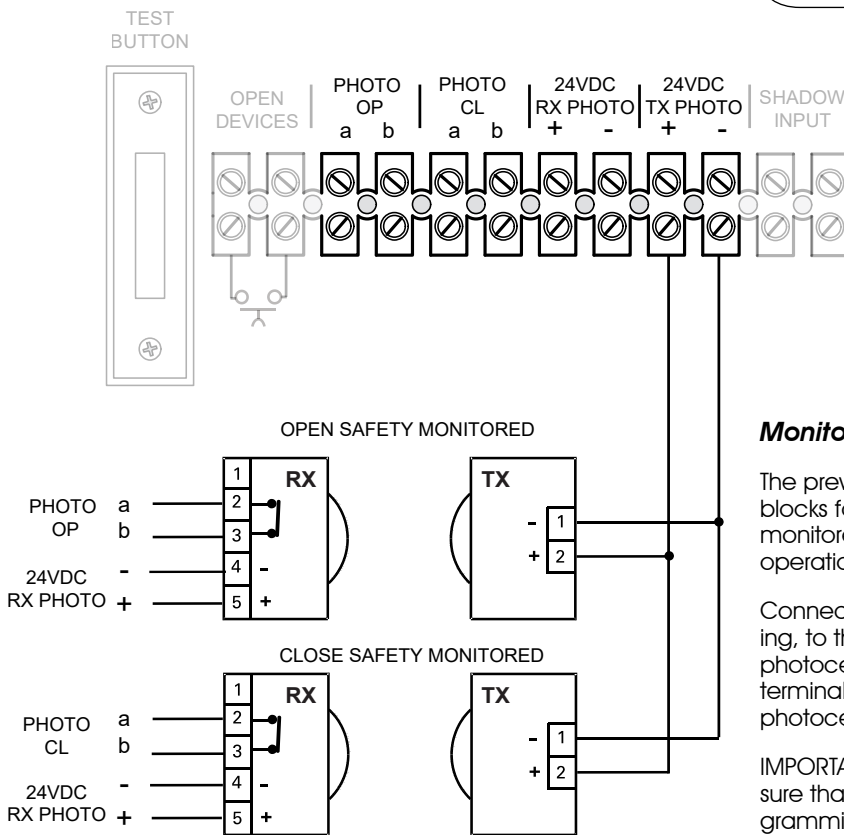 TEST
BUTTON
OPEN
DEVICES
PHOTO
OP
a b
PHOTO
CL
a b
24VDC
RX PHOTO
+ -
24VDC
TX PHOTO
+ -
SHADOW
INPUT
OPEN SAFETY MONITORED
PHOTO
OP
a
b
24VDC
RX PHOTO
-
+
1
2
3
4 -
5 +
RX
TX
- 1
+ 2
CLOSE SAFETY MONITORED
PHOTO
CL
a
b
24VDC
RX PHOTO
-
+
1
2
3
4 -
5 +
RX
TX
- 1
+ 2
Monito
The prev
blocks fo
monitore
operatio
Connec
ing, to th
photoce
terminal
photoce
IMPORTA
sure tha
grammi